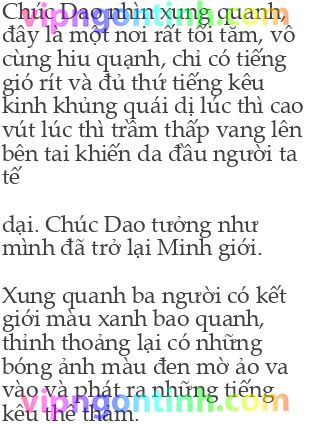 Chúc Dao nhìn xung quanh,
vipngontinh.com
đây là một nơi rất tối tăm, vô
cùng hiu quạnh, chỉ có tiếng
gió rít và đủ thứ tiếng kêu
kinh khủng quái dị lúc thì cao
vút lúc thì trầm thấp vang lên
bên tai khiến da đầu người ta
tế
dại. Chúc Dao tưởng như
mình đã trở lại Minh giới.
Xung quanh ba người có kết
giới màu xanh bao quanh,
thỉnh thoảng lại có những
bóng ảnh màu đen mờ ảo va
vào và phát ra những tiếng
vipngontinh.com
kêu thê thảm.